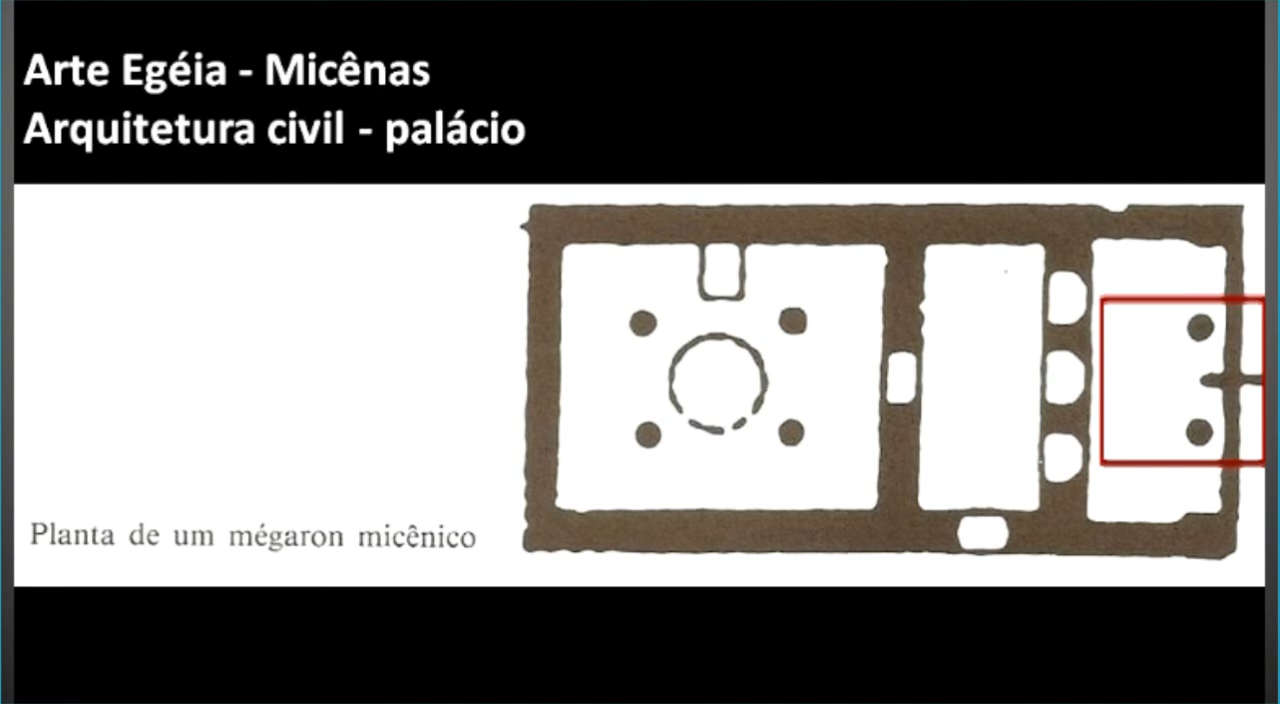 Arte Egéia - Micênas
Arquitetura civil - palácio
Planta de um mégaron micênico